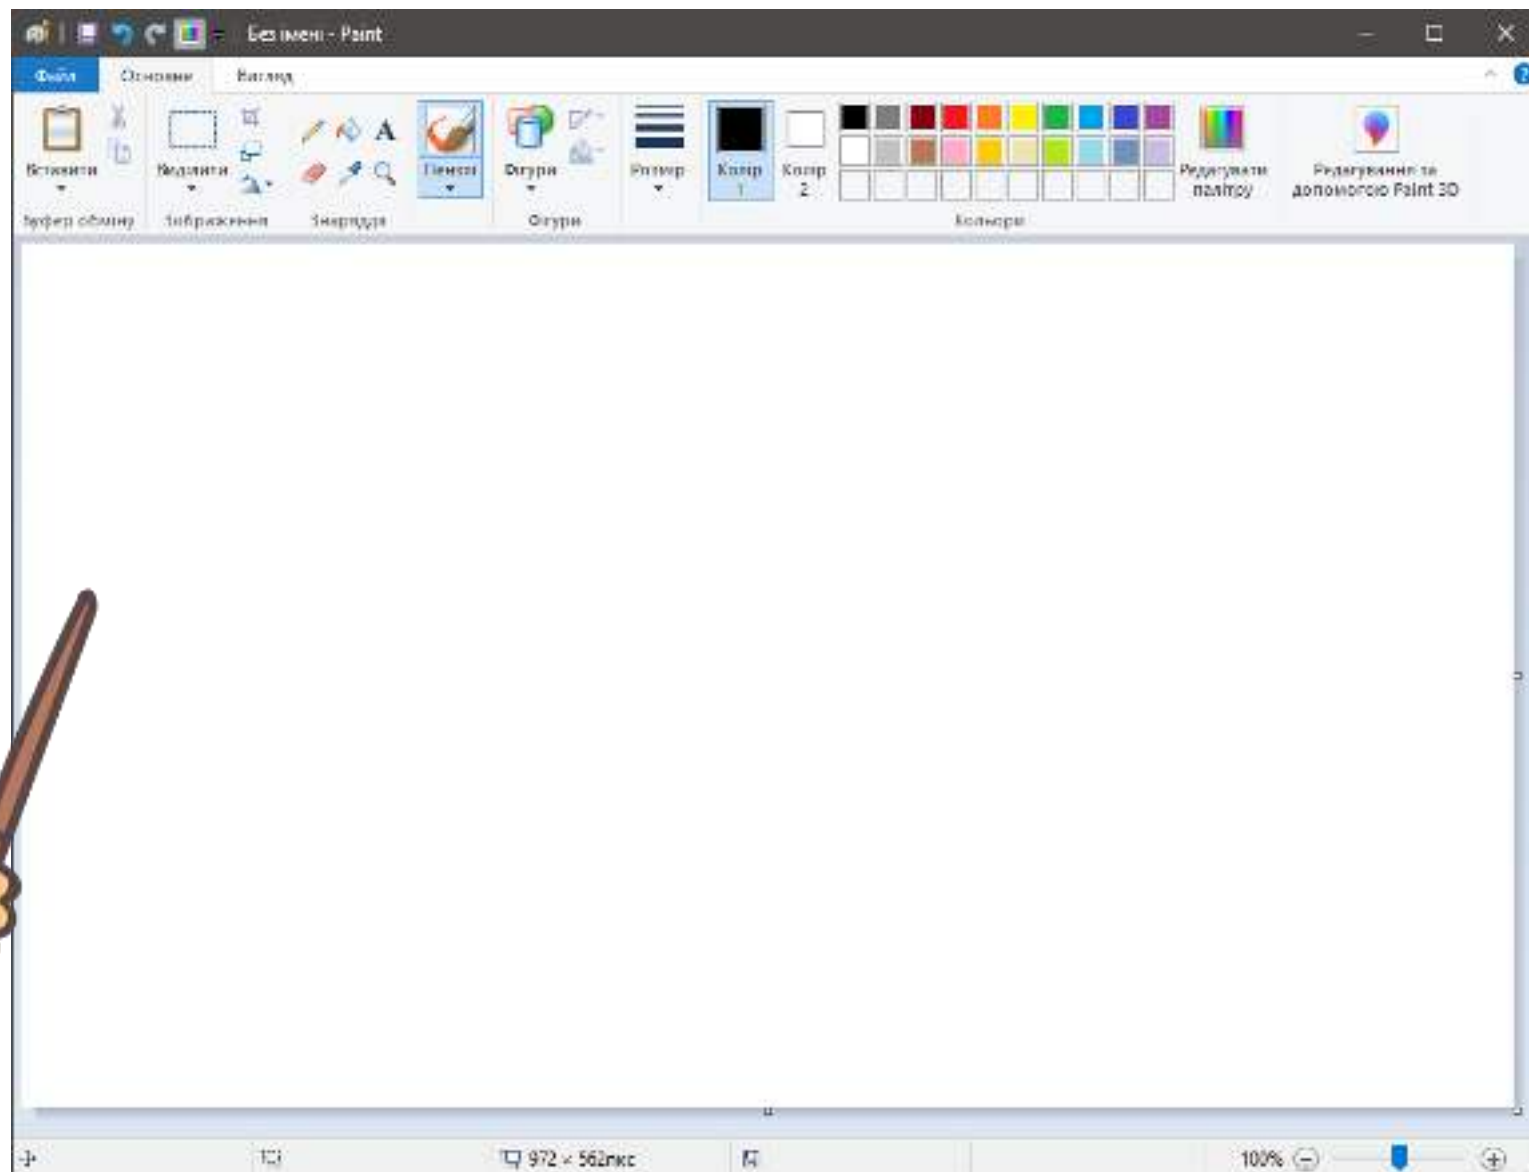 Без імені - Paint
Файл Основне Вигляд
Вставити Виділити Пензлі Фігури Розмір Колір 1 Колір 2 Редагувати палітру Редагування за допомогою Paint 3D
Буфер обміну Зображення Знаряддя Фігури Кольори
972 × 562пкс 100%